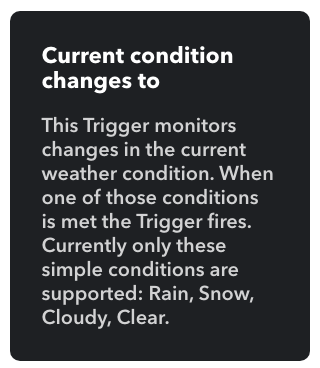 Current condition
changes to
This Trigger monitors
changes in the current
weather condition. When
one of those conditions
is met the Trigger fires.
Currently only these
simple conditions are
supported: Rain, Snow,
Cloudy, Clear.